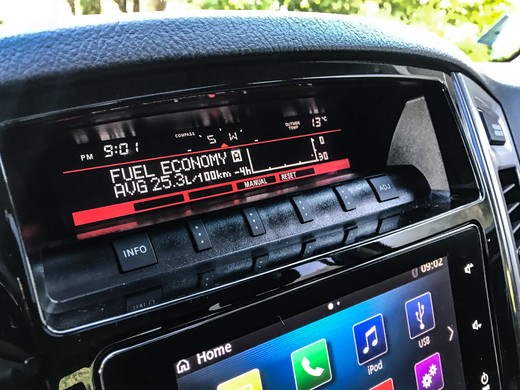 PM 9:01 COMPASS S W OUTSIDE TEMP 13°C
FUEL ECONOMY 0
AVG 25.3L/100km -4h 30
MANUAL RESET
INFO ADJ
09:02
Home
iPod USB